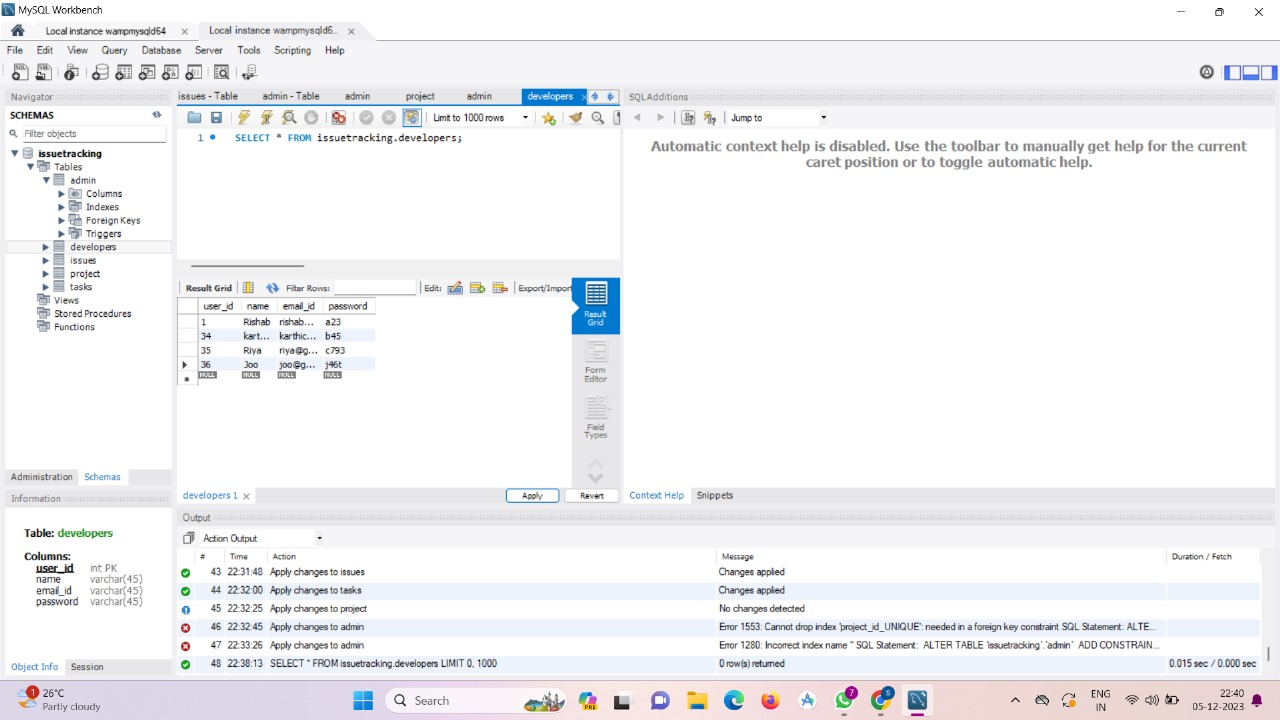 MySQL Workbench
Local instance wampmysqld64 Local instance wampmysqld6...
File Edit View Query Database Server Tools Scripting Help
Navigator
SCHEMAS
Filter objects
issuetracking
Tables
admin
Columns
Indexes
Foreign Keys
Triggers
developers
issues
project
tasks
Views
Stored Procedures
Functions
Administration Schemas
Information
Table: developers
Columns:
user_id int PK
name varchar(45)
email_id varchar(45)
password varchar(45)
Object Info Session
issues - Table admin - Table admin project admin developers
Limit to 1000 rows
1 SELECT * FROM issuetracking.developers;
Result Grid Filter Rows: Edit: Export/Import
user_id name email_id password
1 Rishab rishab... a23
34 kart... karthic... b45
35 Riya riya@g... c793
36 Joo joo@g... j46t
NULL NULL NULL NULL
Result Grid
Form Editor
Field Types
developers 1 Apply Revert
SQLAdditions
Jump to
Automatic context help is disabled. Use the toolbar to manually get help for the current
caret position or to toggle automatic help.
Context Help Snippets
Output
Action Output
# Time Action Message Duration / Fetch
43 22:31:48 Apply changes to issues Changes applied
44 22:32:00 Apply changes to tasks Changes applied
45 22:32:25 Apply changes to project No changes detected
46 22:32:45 Apply changes to admin Error 1553: Cannot drop index 'project_id_UNIQUE': needed in a foreign key constraint SQL Statement: ALTE...
47 22:33:26 Apply changes to admin Error 1280: Incorrect index name '' SQL Statement: ALTER TABLE `issuetracking`.`admin` ADD CONSTRAIN...
48 22:38:13 SELECT * FROM issuetracking.developers LIMIT 0, 1000 0 row(s) returned 0.015 sec / 0.000 sec
1 26°C
Partly cloudy
Search
PRE
7
S
ENG
IN
22:40
05-12-2023